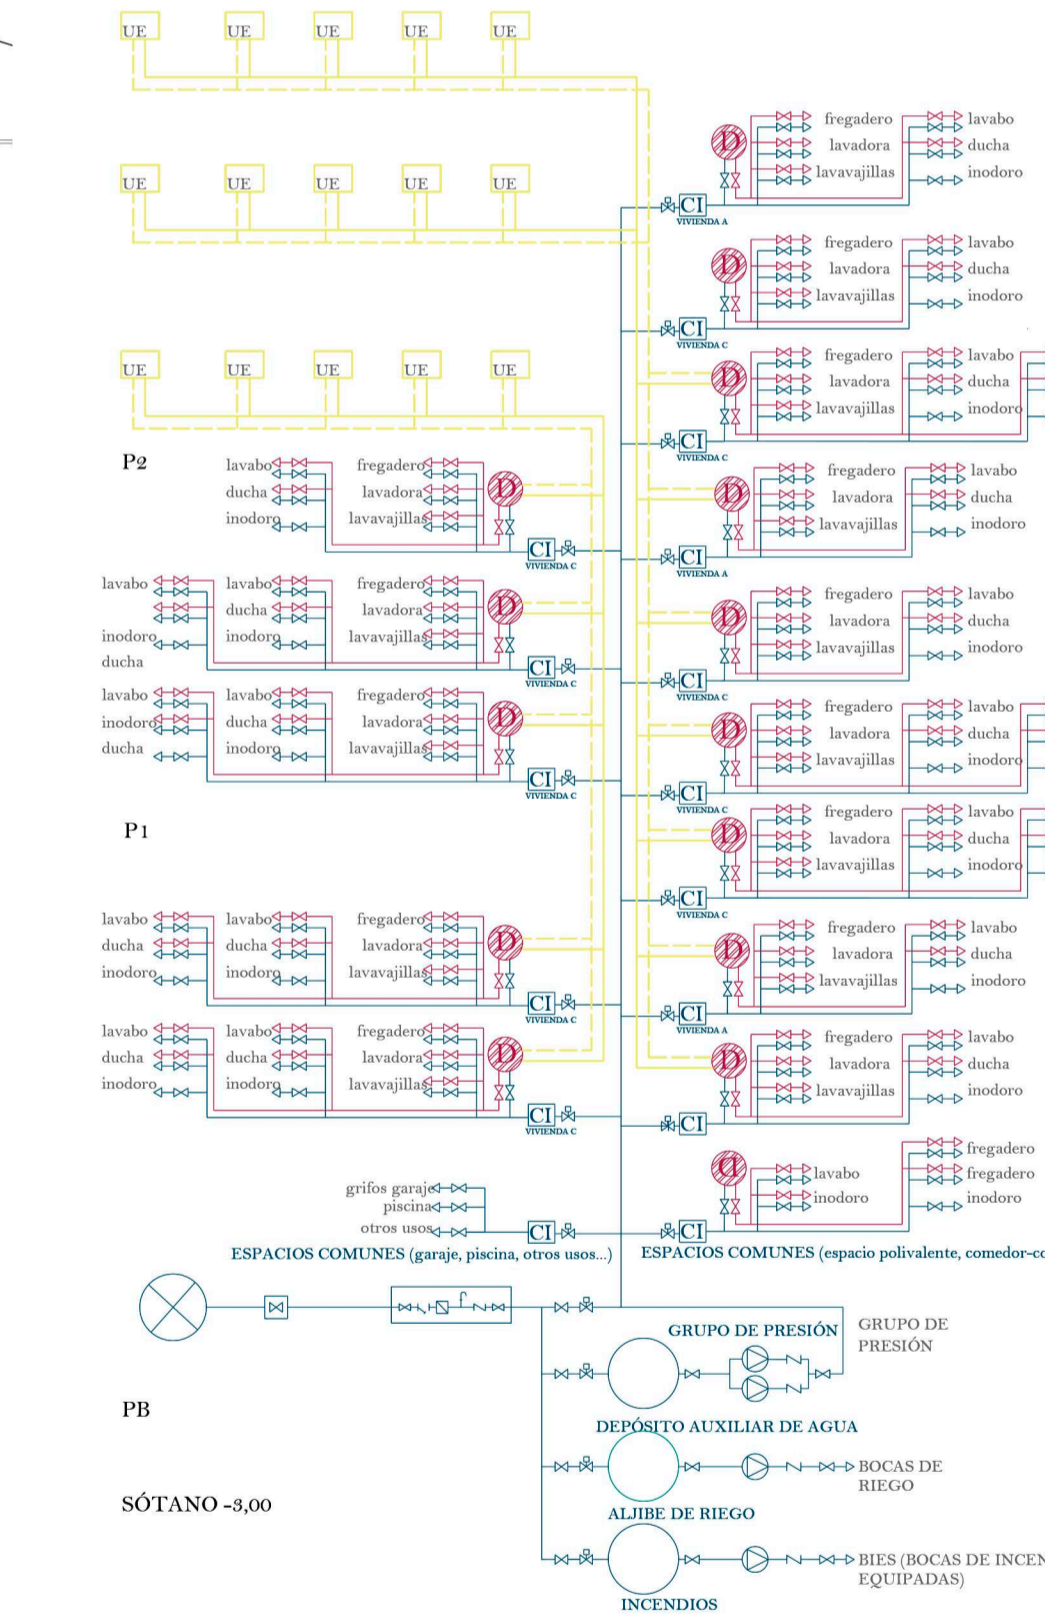 UE UE UE UE UE
UE UE UE UE UE
UE UE UE UE UE
D fregadero lavabo
lavadora ducha
lavavajillas inodoro
CI
VIVIENDA A
D fregadero lavabo
lavadora ducha
lavavajillas inodoro
CI
VIVIENDA C
D fregadero lavabo
lavadora ducha
lavavajillas inodoro
CI
VIVIENDA C
D fregadero lavabo
lavadora ducha
lavavajillas inodoro
CI
VIVIENDA A
D fregadero lavabo
lavadora ducha
lavavajillas inodoro
CI
VIVIENDA C
D fregadero lavabo
lavadora ducha
lavavajillas inodoro
CI
D fregadero lavabo
lavadora ducha
lavavajillas inodoro
CI
VIVIENDA C
D fregadero lavabo
lavadora ducha
lavavajillas inodoro
CI
VIVIENDA A
D fregadero lavabo
lavadora ducha
lavavajillas inodoro
CI
P2
lavabo fregadero D
ducha lavadora
inodoro lavavajillas
CI
VIVIENDA C
lavabo lavabo fregadero D
ducha lavadora
inodoro inodoro lavavajillas
ducha
CI
VIVIENDA C
lavabo lavabo fregadero D
inodoro ducha lavadora
ducha inodoro lavavajillas
CI
VIVIENDA C
P1
lavabo lavabo fregadero D
ducha ducha lavadora
inodoro inodoro lavavajillas
CI
VIVIENDA C
lavabo lavabo fregadero D
ducha ducha lavadora
inodoro inodoro lavavajillas
CI
VIVIENDA C
grifos garaje
piscina
otros usos
CI
ESPACIOS COMUNES (garaje, piscina, otros usos...)
fregadero
lavabo fregadero
inodoro inodoro
CI
ESPACIOS COMUNES (espacio polivalente, comedor-co
GRUPO DE PRESIÓN
GRUPO DE
PRESIÓN
PB
DEPÓSITO AUXILIAR DE AGUA
BOCAS DE
RIEGO
SÓTANO -3,00
ALJIBE DE RIEGO
BIES (BOCAS DE INCEN
EQUIPADAS)
INCENDIOS